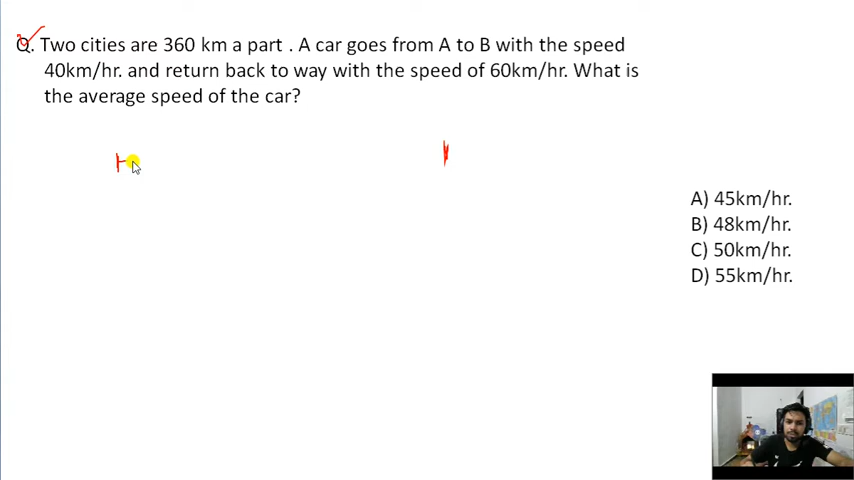 Q. Two cities are 360 km a part . A car goes from A to B with the speed
40km/hr. and return back to way with the speed of 60km/hr. What is
the average speed of the car?
A) 45km/hr.
B) 48km/hr.
C) 50km/hr.
D) 55km/hr.